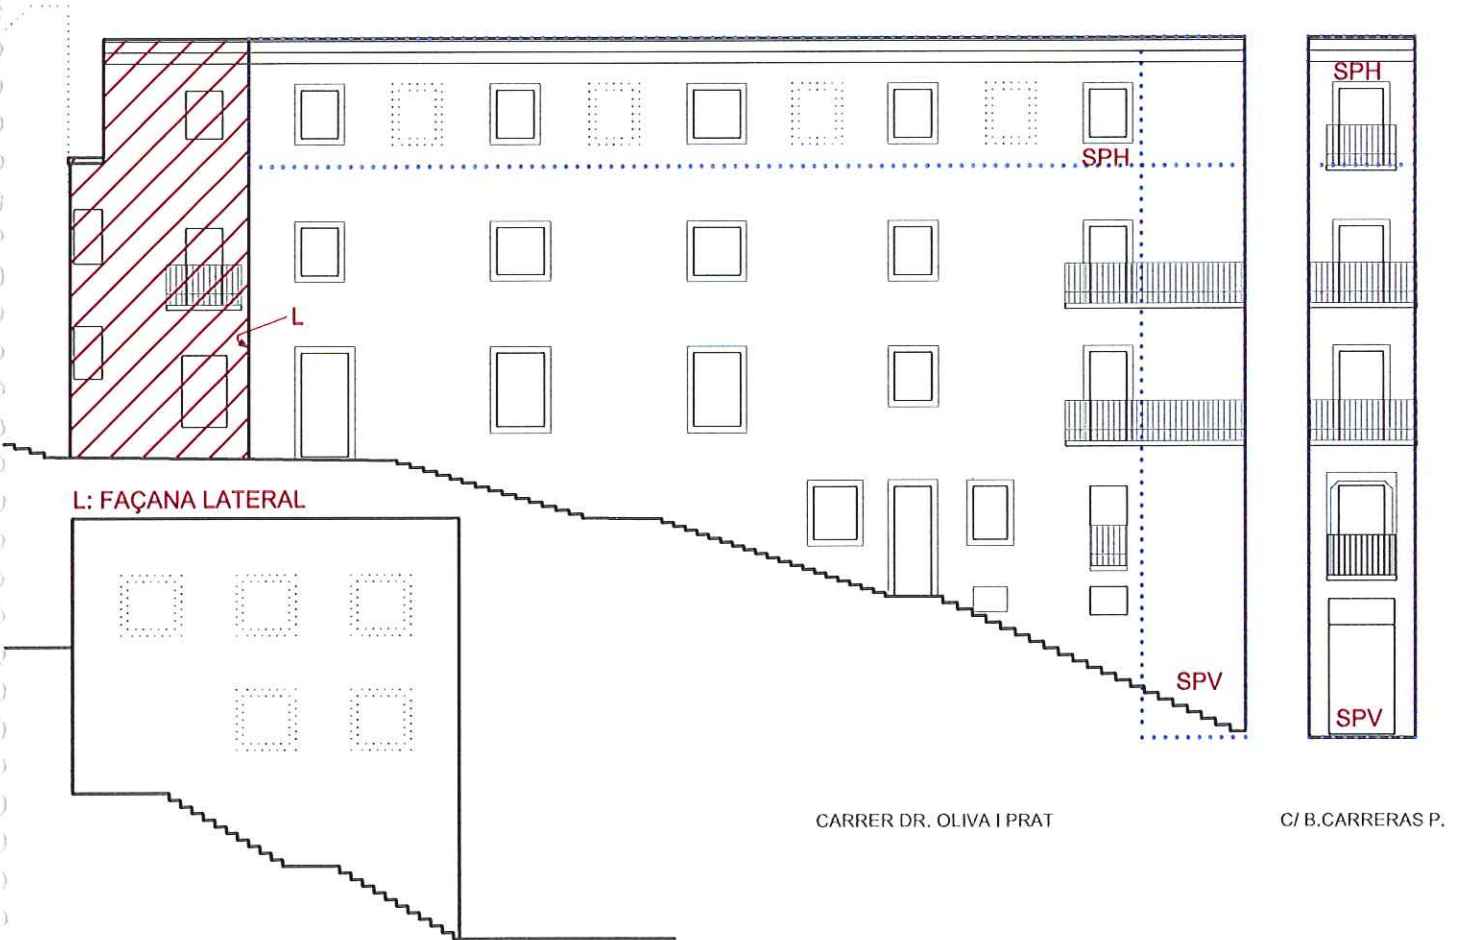 SPH
SPH
L
L: FAÇANA LATERAL
SPV
SPV
CARRER DR. OLIVA I PRAT
C/ B.CARRERAS P.